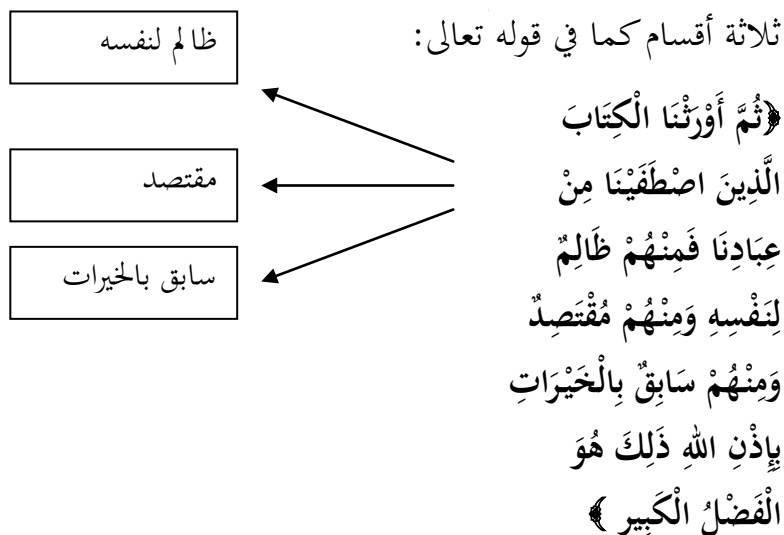 ثلاثة أقسام كما في قوله تعالى:
﴿ثُمَّ أَوْرَثْنَا الْكِتَابَ
الَّذِينَ اصْطَفَيْنَا مِنْ
عِبَادِنَا فَمِنْهُمْ ظَالِمٌ
لِنَفْسِهِ وَمِنْهُمْ مُقْتَصِدٌ
وَمِنْهُمْ سَابِقٌ بِالْخَيْرَاتِ
بِإِذْنِ اللهِ ذَلِكَ هُوَ
الْفَضْلُ الْكَبِير ﴾
ظالم لنفسه
مقتصد
سابق بالخيرات